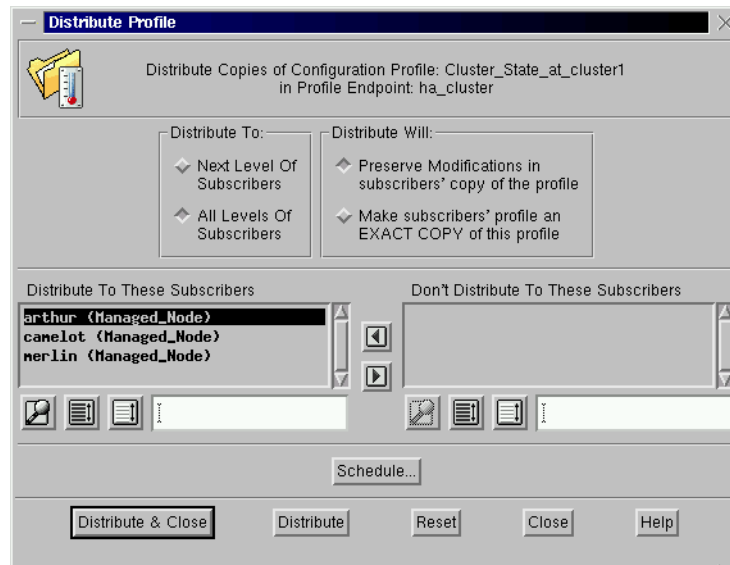 Distribute Profile
Distribute Copies of Configuration Profile: Cluster_State_at_cluster1
in Profile Endpoint: ha_cluster
Distribute To:
Next Level Of
Subscribers
All Levels Of
Subscribers
Distribute Will:
Preserve Modifications in
subscribers' copy of the profile
Make subscribers' profile an
EXACT COPY of this profile
Distribute To These Subscribers
arthur (Managed_Node)
camelot (Managed_Node)
merlin (Managed_Node)
Don't Distribute To These Subscribers
Schedule...
Distribute & Close
Distribute
Reset
Close
Help